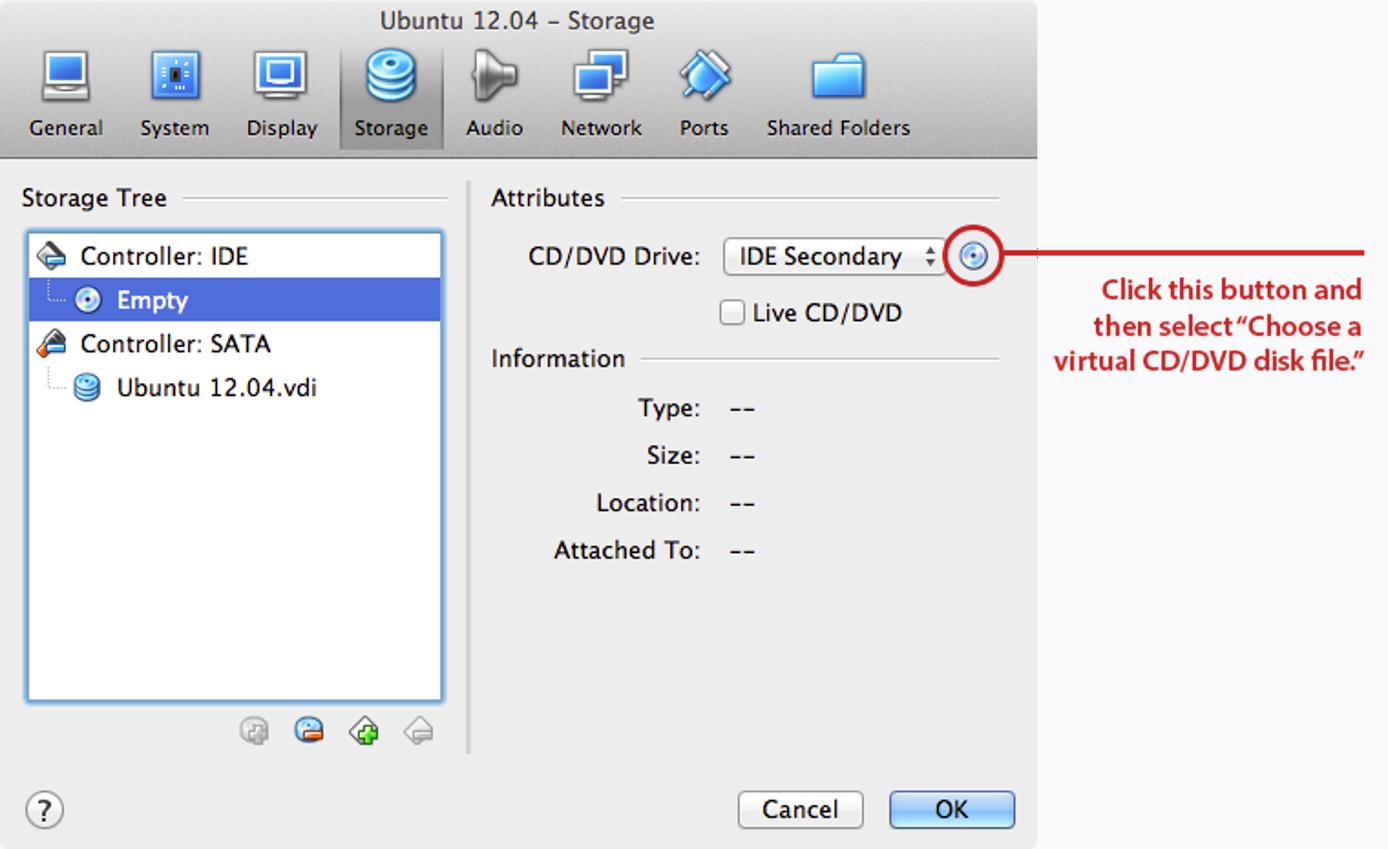 Ubuntu 12.04 – Storage
General System Display Storage Audio Network Ports Shared Folders
Storage Tree
Controller: IDE
Empty
Controller: SATA
Ubuntu 12.04.vdi
Attributes
CD/DVD Drive: IDE Secondary
Live CD/DVD
Information
Type: --
Size: --
Location: --
Attached To: --
Click this button and
then select “Choose a
virtual CD/DVD disk file.”
?
Cancel OK